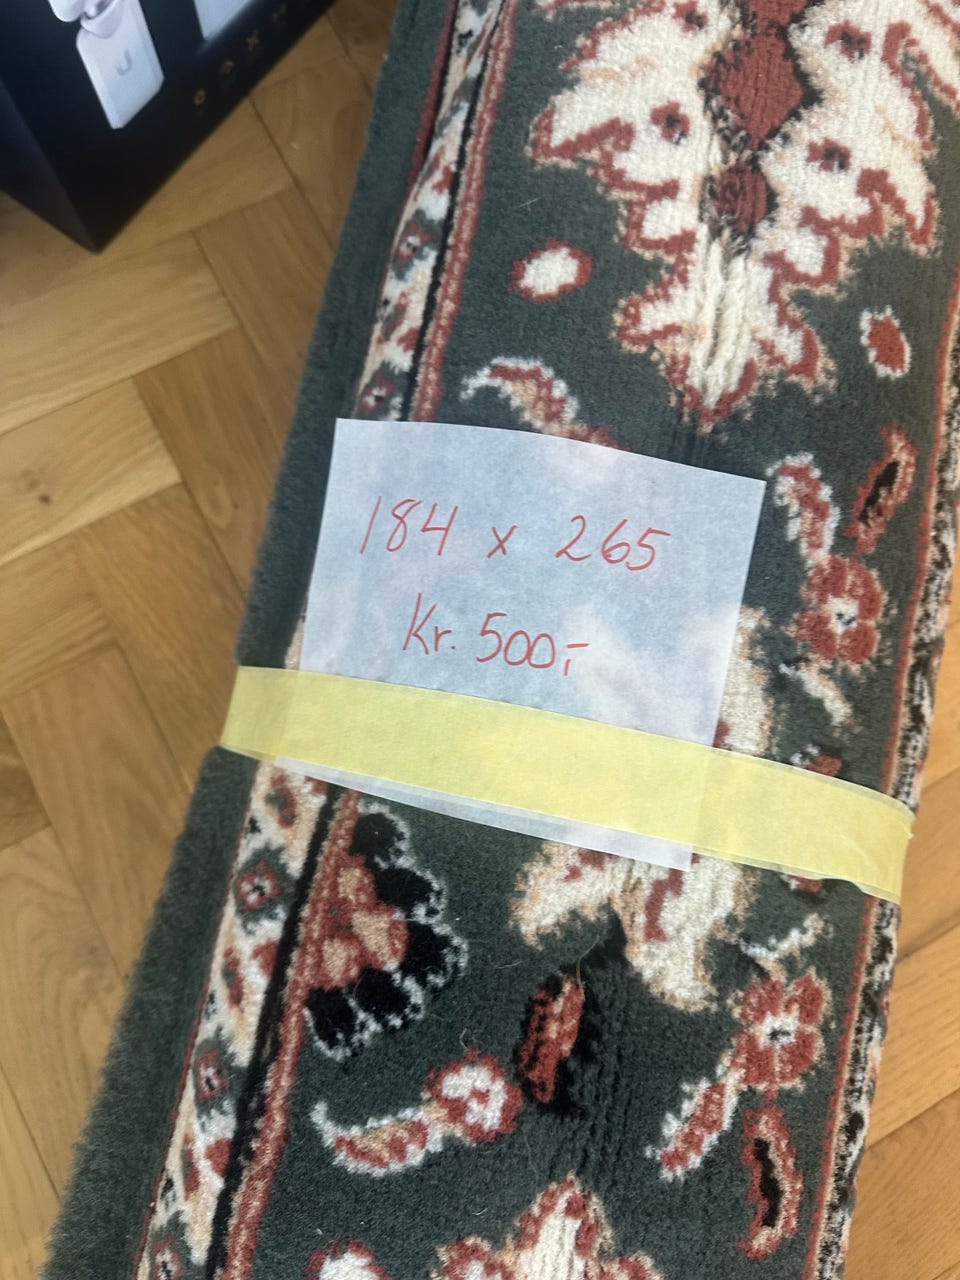 184 x 265
Kr. 500,-